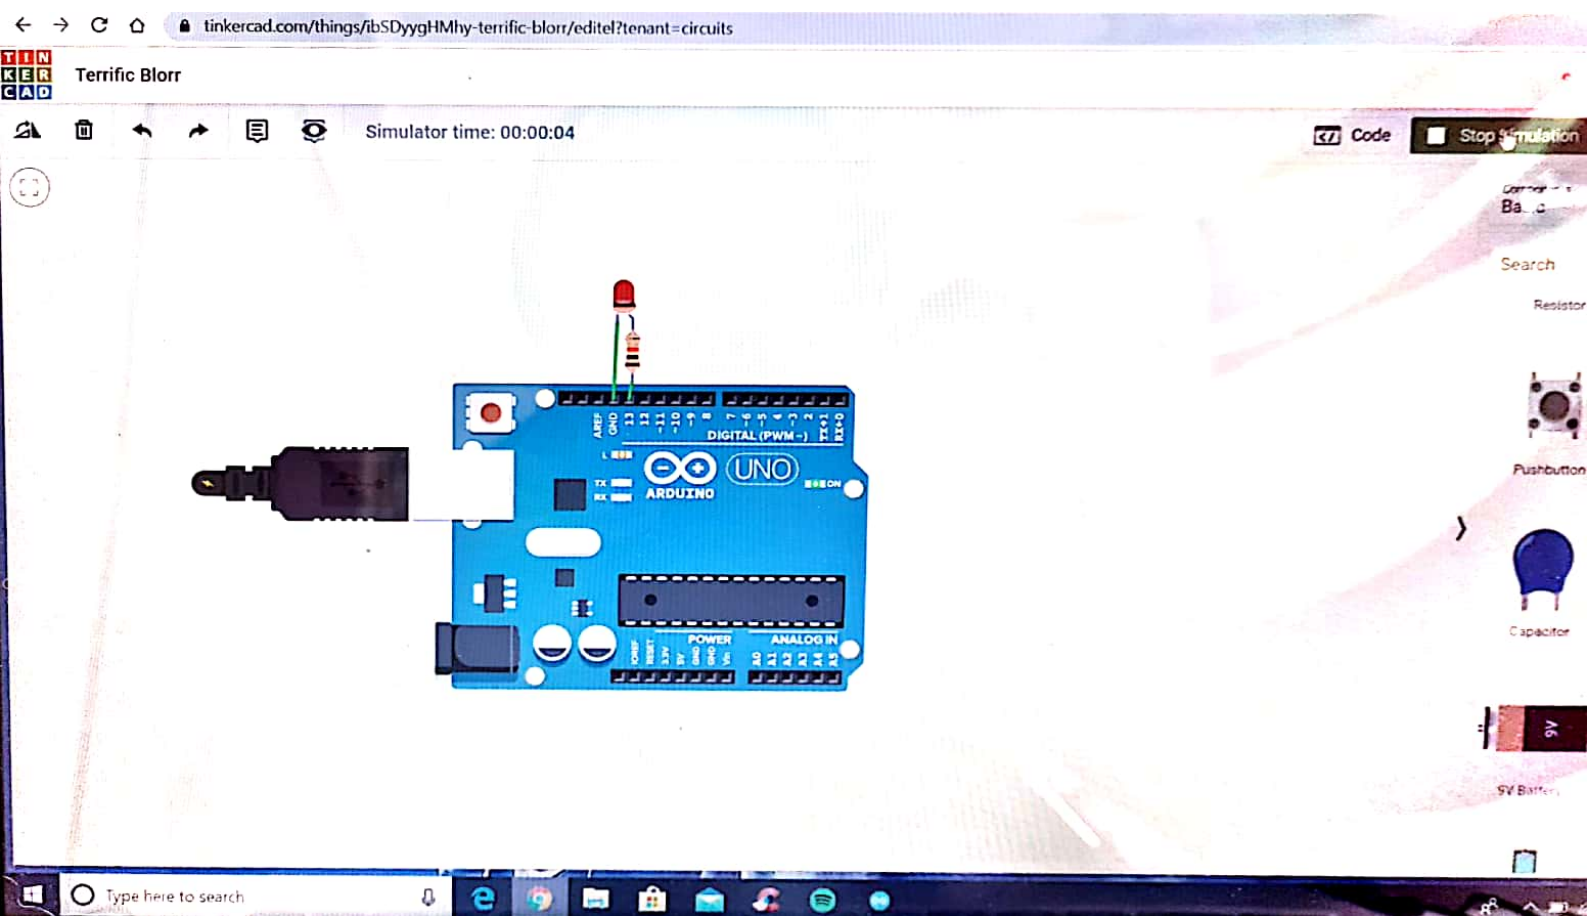 tinkercad.com/things/ibSDyygHMhy-terrific-blorr/editel?tenant=circuits
TIN
KER
CAD
Terrific Blorr
Simulator time: 00:00:04
Code
Stop Simulation
Search
Resistor
Pushbutton
Capacitor
9V
9V Battery
AREF
GND
13
12
~11
~10
~9
8
7
~6
~5
4
~3
2
TX→1
RX←0
DIGITAL (PWM~)
L
TX
RX
ARDUINO
UNO
ON
POWER
ANALOG IN
IOREF
RESET
3.3V
5V
GND
GND
Vin
A0
A1
A2
A3
A4
A5
Type here to search